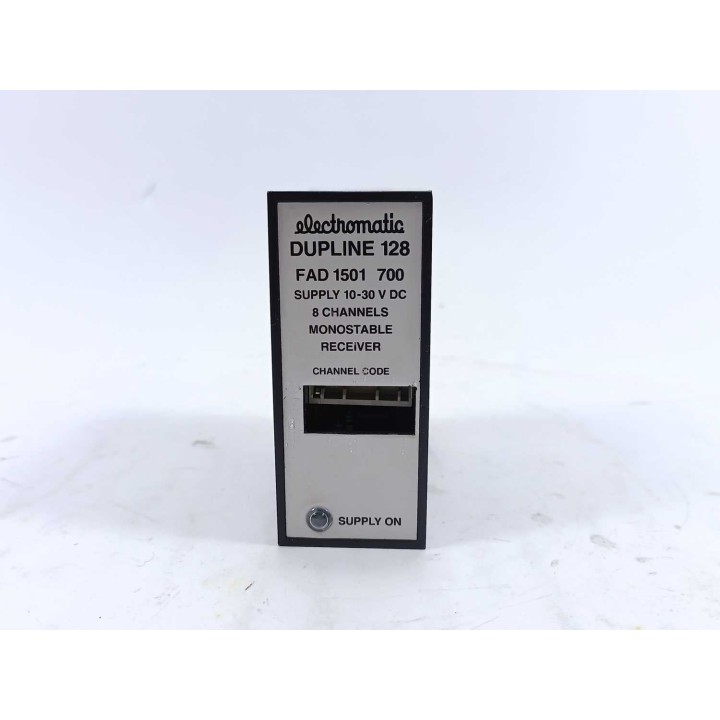 electromatic
DUPLINE 128
FAD 1501 700
SUPPLY 10-30 V DC
8 CHANNELS
MONOSTABLE
RECEIVER
CHANNEL CODE
SUPPLY ON